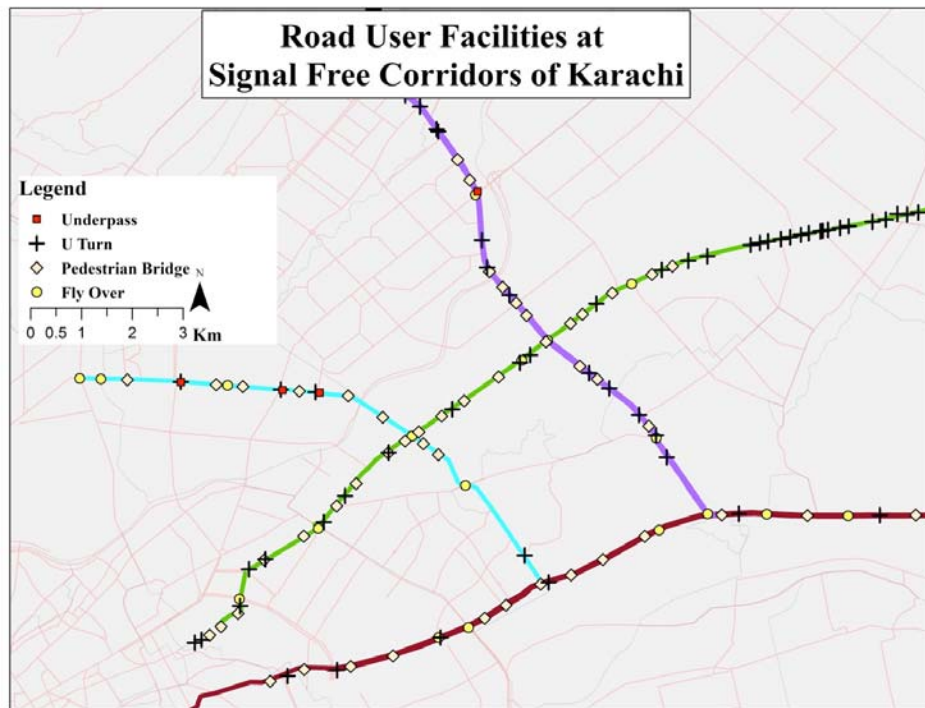 Road User Facilities at
Signal Free Corridors of Karachi
Legend
Underpass
U Turn
Pedestrian Bridge
Fly Over
N
0 0.5 1 3 Km